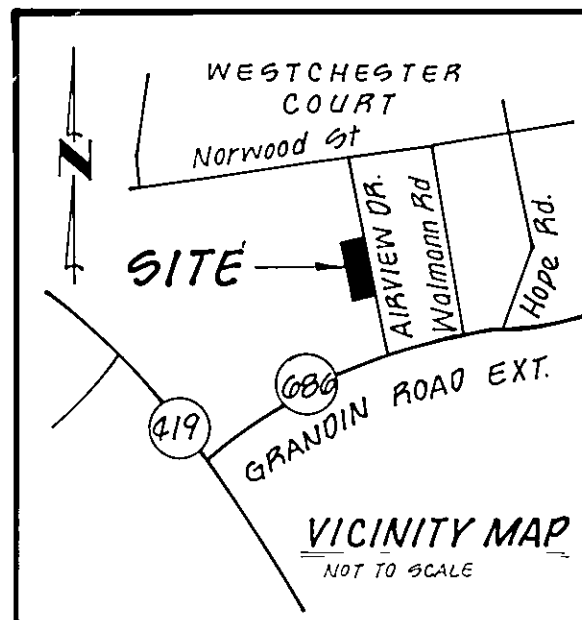 WESTCHESTER
COURT
Norwood St
N
SITE
AIRVIEW DR.
Walmann Rd
Hope Rd.
686
419
GRANDIN ROAD EXT.
VICINITY MAP
NOT TO SCALE